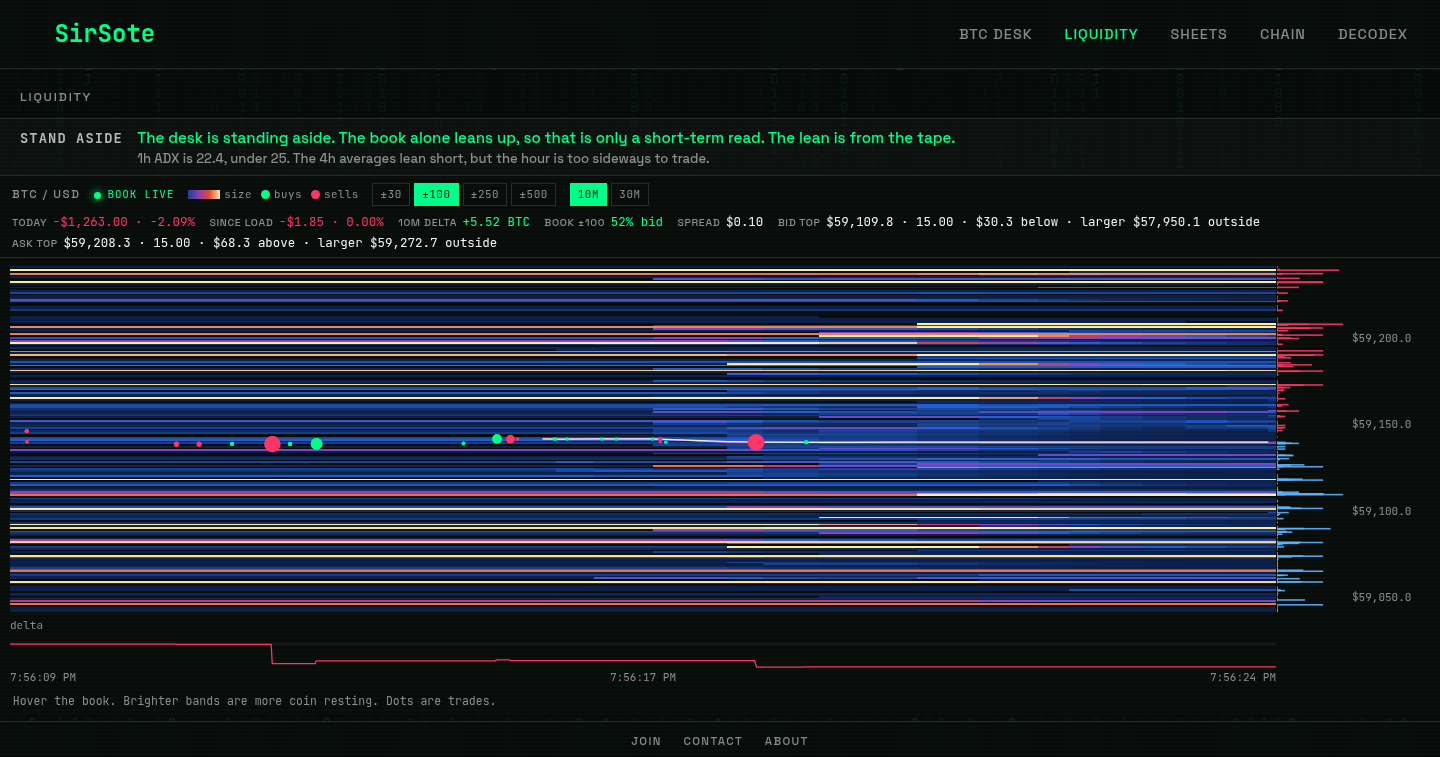 SirSote
BTC DESK LIQUIDITY SHEETS CHAIN DECODEX
LIQUIDITY
STAND ASIDE The desk is standing aside. The book alone leans up, so that is only a short-term read. The lean is from the tape.
1h ADX is 22.4, under 25. The 4h averages lean short, but the hour is too sideways to trade.
BTC / USD BOOK LIVE size buys sells ±30 ±100 ±250 ±500 10M 30M
TODAY -$1,263.00 · -2.09% SINCE LOAD -$1.85 · 0.00% 10M DELTA +5.52 BTC BOOK ±100 52% bid SPREAD $0.10 BID TOP $59,109.8 · 15.00 · $30.3 below · larger $57,950.1 outside
ASK TOP $59,208.3 · 15.00 · $68.3 above · larger $59,272.7 outside
$59,200.0
$59,150.0
$59,100.0
$59,050.0
delta
7:56:09 PM 7:56:17 PM 7:56:24 PM
Hover the book. Brighter bands are more coin resting. Dots are trades.
JOIN CONTACT ABOUT